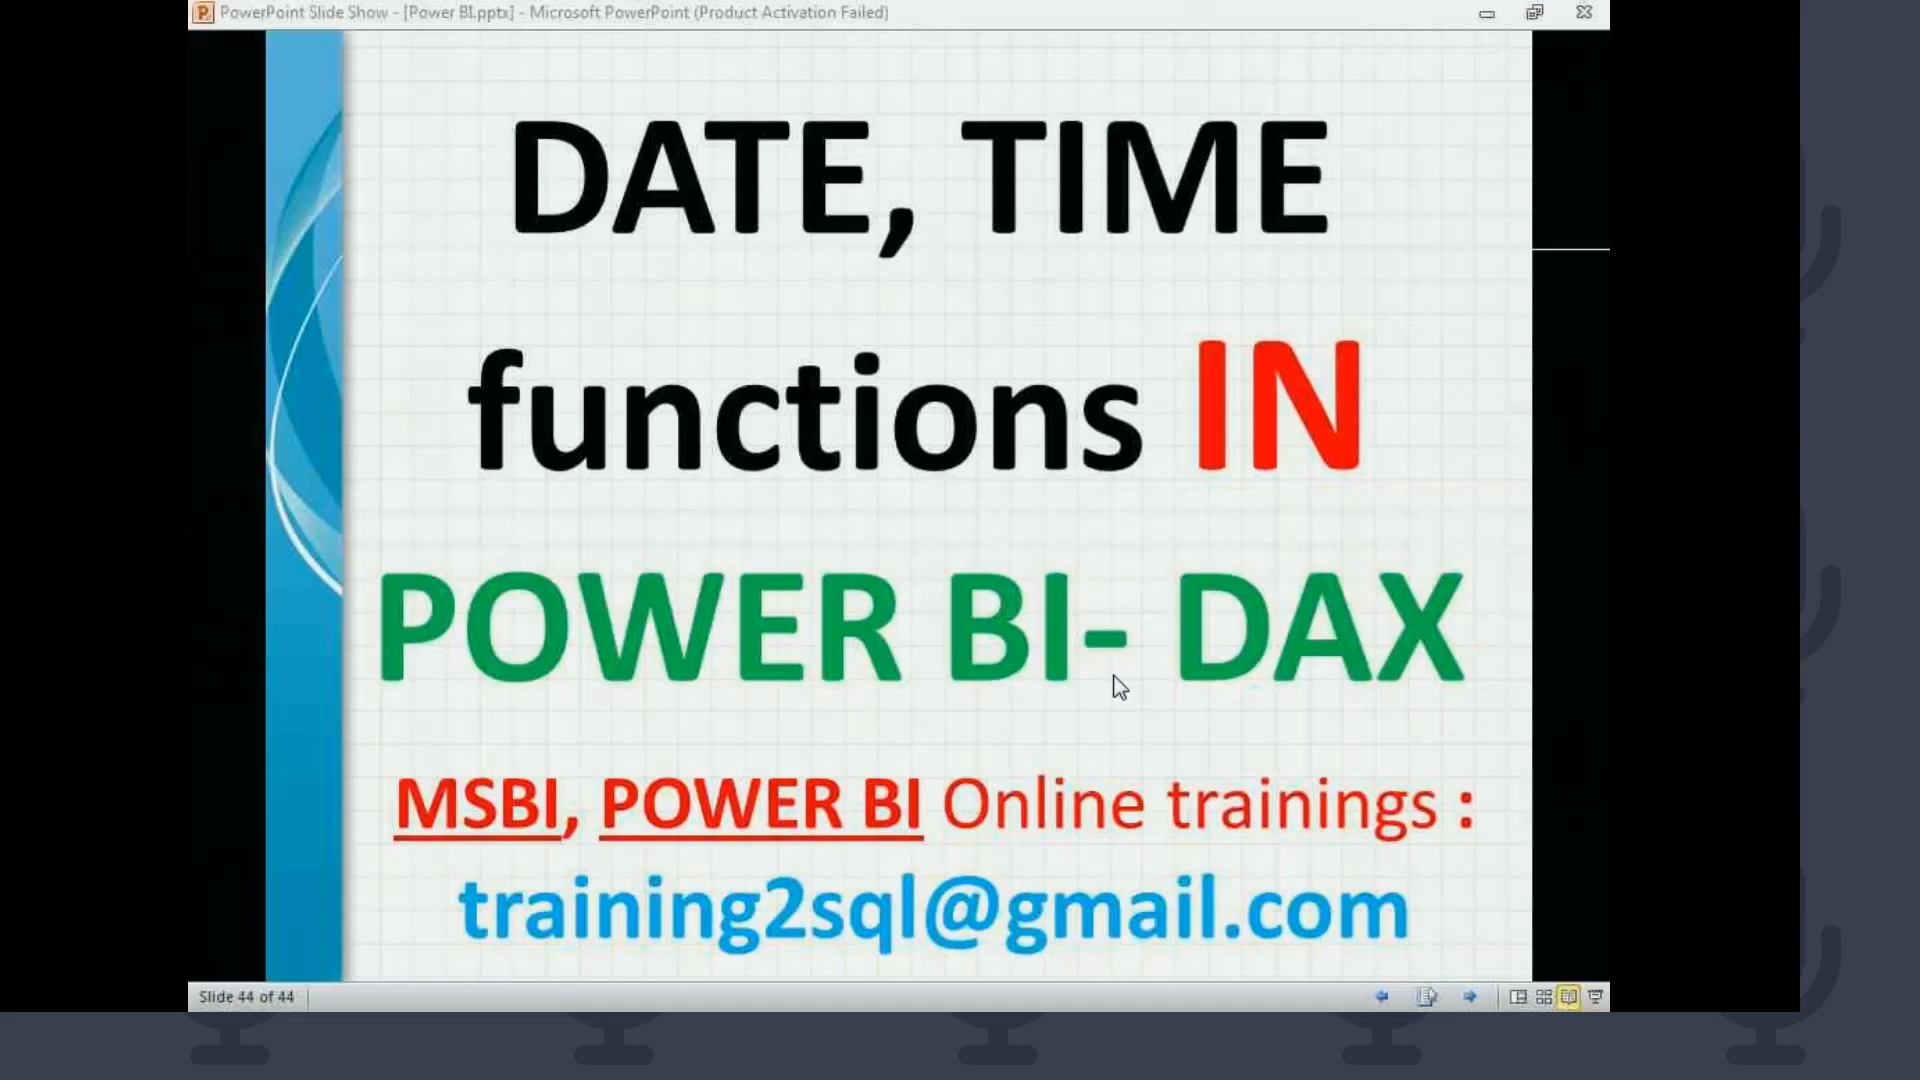 PowerPoint Slide Show - [Power BI.pptx] - Microsoft PowerPoint (Product Activation Failed)
DATE, TIME
functions IN
POWER BI- DAX
MSBI, POWER BI Online trainings :
training2sql@gmail.com
Slide 44 of 44